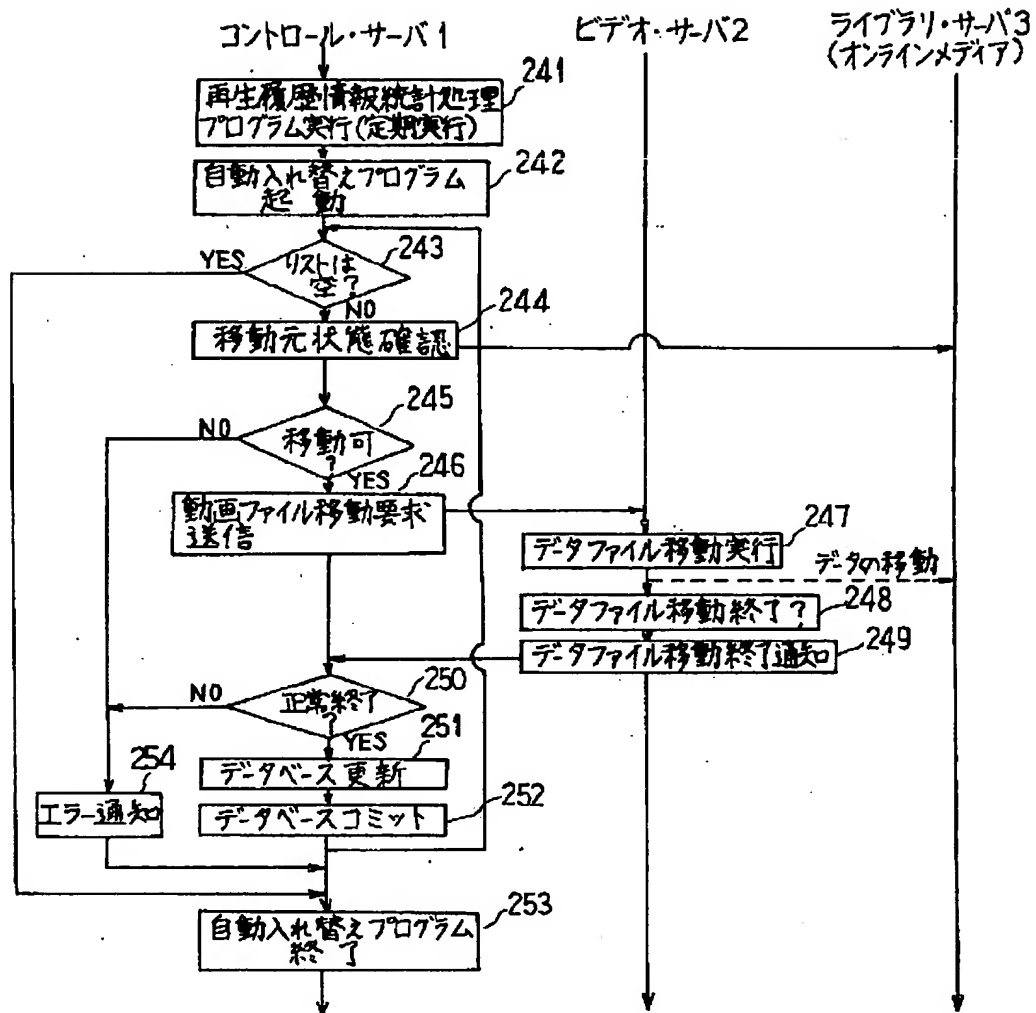 コントロール・サーバ1
ビデオ・サーバ2
ライブラリ・サーバ3
(オンラインメディア)
241
再生履歴情報統計処理
プログラム実行(定期実行)
242
自動入れ替えプログラム
起動
243
YES
リストは
空?
NO
244
移動元状態確認
245
NO
移動可
?
YES
246
動画ファイル移動要求
送信
247
データファイル移動実行
データの移動
248
データファイル移動終了?
249
データファイル移動終了通知
250
NO
正常終了
?
YES
251
データベース更新
254
エラー通知
252
データベースコミット
253
自動入れ替えプログラム
終了